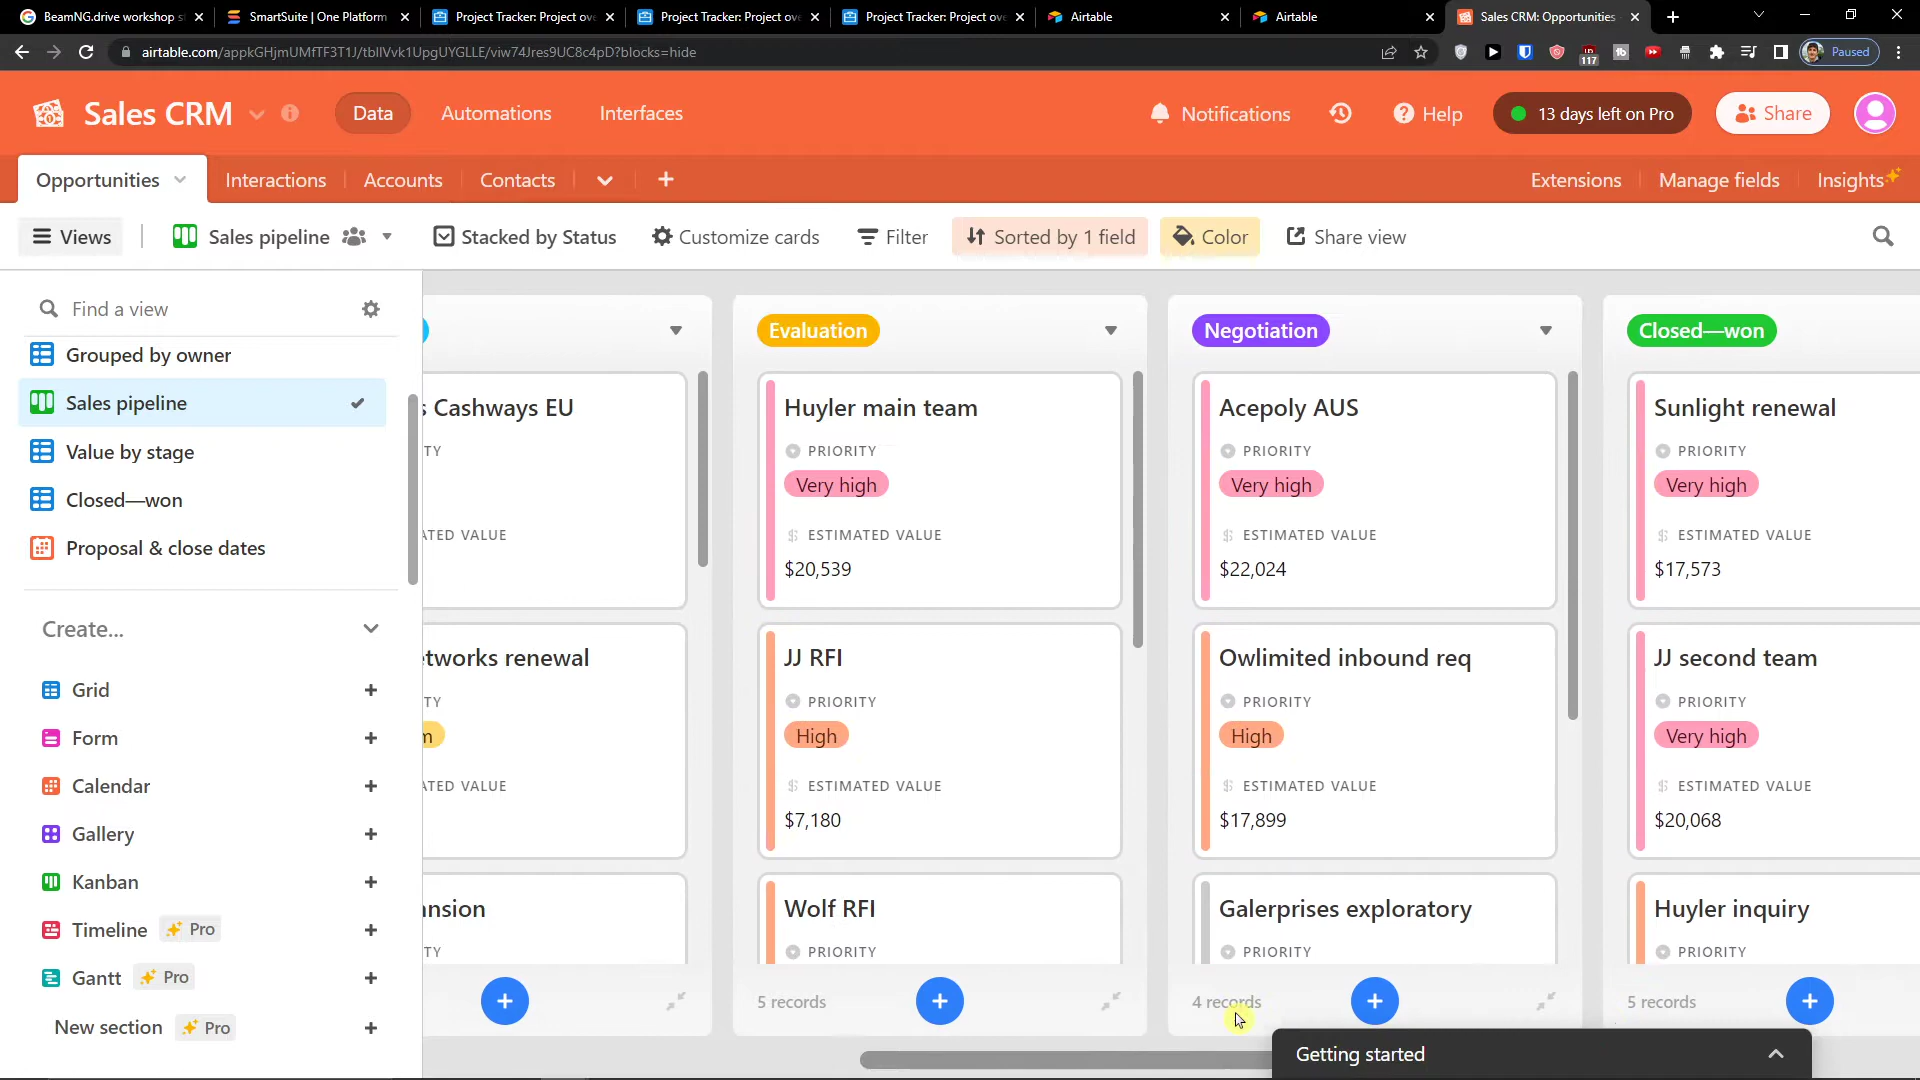 BeamNG.drive workshop s
SmartSuite | One Platform
Project Tracker: Project ove
Project Tracker: Project ove
Project Tracker: Project ove
Airtable
Airtable
Sales CRM: Opportunities
airtable.com/appkGHjmUMfTF3T1J/tblIVvk1UpgUYGLLE/viw74Jres9UC8c4pD?blocks=hide
117
Paused
Sales CRM
Data
Automations
Interfaces
Notifications
Help
13 days left on Pro
Share
Opportunities
Interactions
Accounts
Contacts
Extensions
Manage fields
Insights
Views
Sales pipeline
Stacked by Status
Customize cards
Filter
Sorted by 1 field
Color
Share view
Find a view
Grouped by owner
Sales pipeline
Value by stage
Closed—won
Proposal & close dates
Create...
Grid
Form
Calendar
Gallery
Kanban
Timeline
Pro
Gantt
Pro
New section
Pro
s Cashways EU
TY
ATED VALUE
etworks renewal
TY
m
ATED VALUE
ansion
TY
Evaluation
Huyler main team
PRIORITY
Very high
ESTIMATED VALUE
$20,539
JJ RFI
PRIORITY
High
ESTIMATED VALUE
$7,180
Wolf RFI
PRIORITY
5 records
Negotiation
Acepoly AUS
PRIORITY
Very high
ESTIMATED VALUE
$22,024
Owlimited inbound req
PRIORITY
High
ESTIMATED VALUE
$17,899
Galerprises exploratory
PRIORITY
4 records
Closed—won
Sunlight renewal
PRIORITY
Very high
ESTIMATED VALUE
$17,573
JJ second team
PRIORITY
Very high
ESTIMATED VALUE
$20,068
Huyler inquiry
PRIORITY
5 records
Getting started